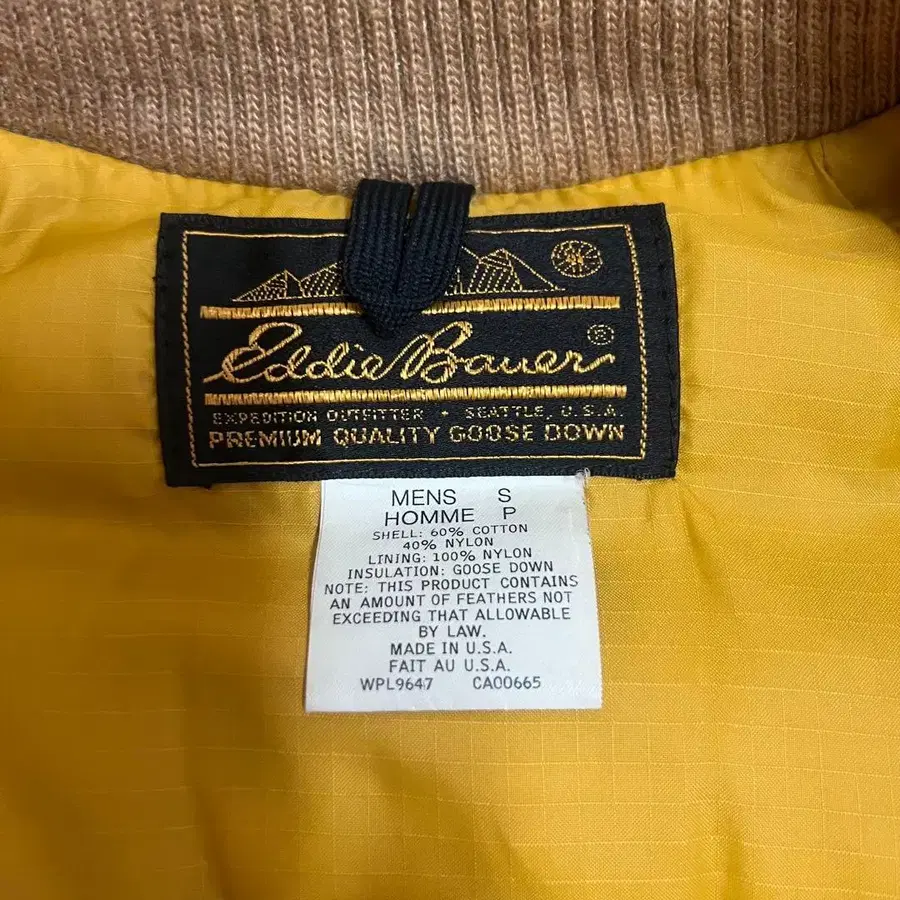 Eddie Bauer ®
EXPEDITION OUTFITTER • SEATTLE, U.S.A.
PREMIUM QUALITY GOOSE DOWN
MENS S
HOMME P
SHELL: 60% COTTON
40% NYLON
LINING: 100% NYLON
INSULATION: GOOSE DOWN
NOTE: THIS PRODUCT CONTAINS
AN AMOUNT OF FEATHERS NOT
EXCEEDING THAT ALLOWABLE
BY LAW.
MADE IN U.S.A.
FAIT AU U.S.A.
WPL9647 CA00665